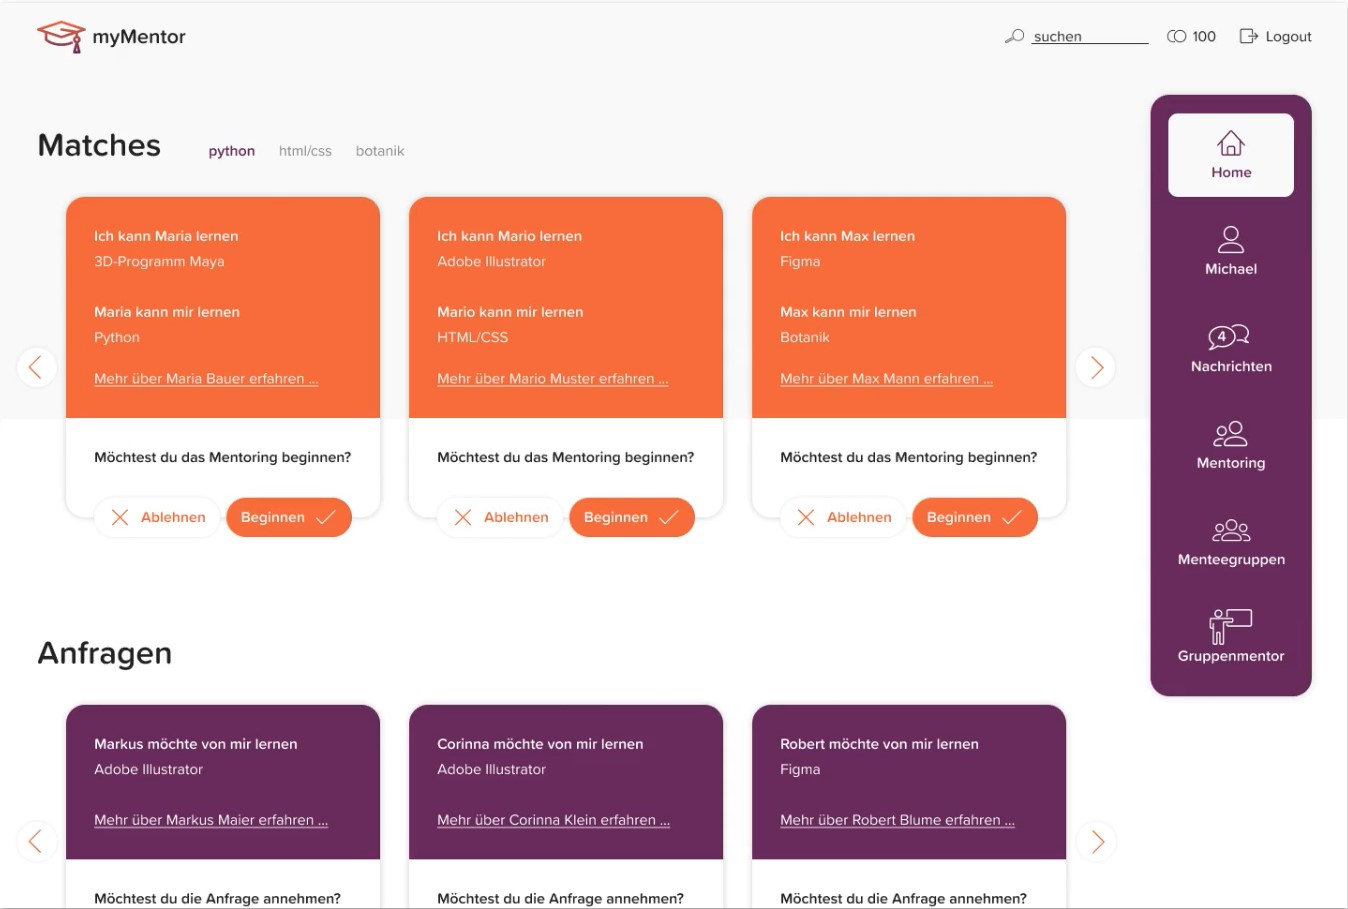 myMentor
suchen
100
Logout
Matches
python
html/css
botanik
Ich kann Maria lernen
3D-Programm Maya
Maria kann mir lernen
Python
Mehr über Maria Bauer erfahren ...
Möchtest du das Mentoring beginnen?
Ablehnen
Beginnen
Ich kann Mario lernen
Adobe Illustrator
Mario kann mir lernen
HTML/CSS
Mehr über Mario Muster erfahren ...
Möchtest du das Mentoring beginnen?
Ablehnen
Beginnen
Ich kann Max lernen
Figma
Max kann mir lernen
Botanik
Mehr über Max Mann erfahren ...
Möchtest du das Mentoring beginnen?
Ablehnen
Beginnen
Home
Michael
4
Nachrichten
Mentoring
Menteegruppen
Gruppenmentor
Anfragen
Markus möchte von mir lernen
Adobe Illustrator
Mehr über Markus Maier erfahren ...
Möchtest du die Anfrage annehmen?
Corinna möchte von mir lernen
Adobe Illustrator
Mehr über Corinna Klein erfahren ...
Möchtest du die Anfrage annehmen?
Robert möchte von mir lernen
Figma
Mehr über Robert Blume erfahren ...
Möchtest du die Anfrage annehmen?